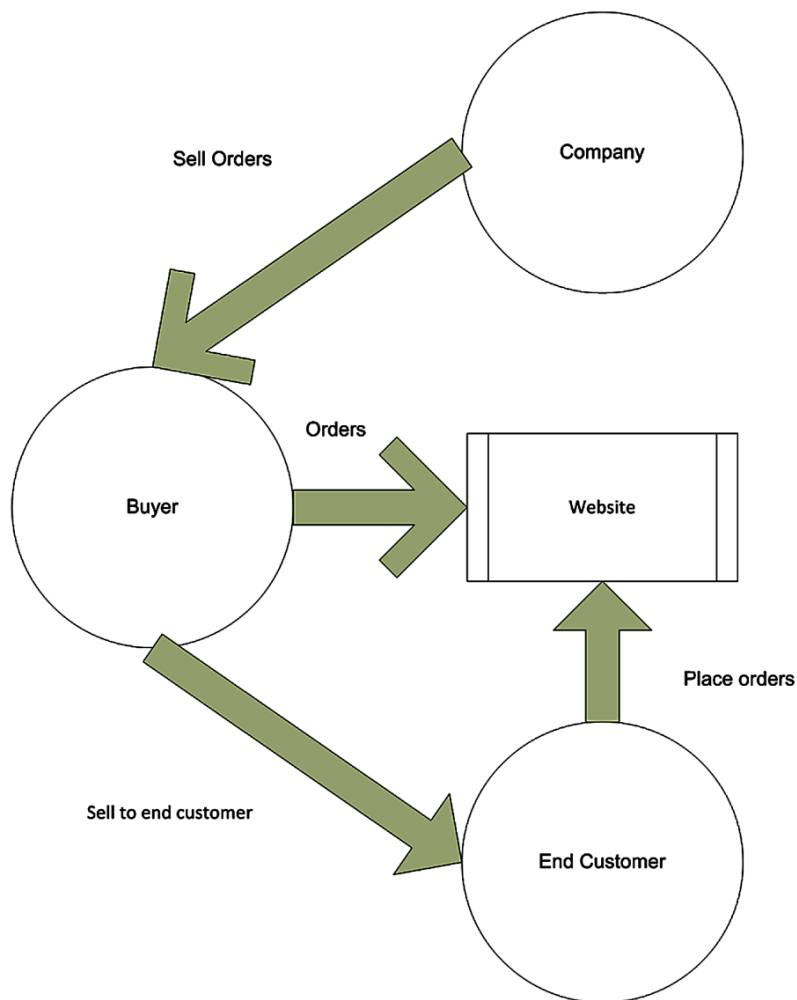 Company
Sell Orders
Orders
Buyer
Website
Place orders
Sell to end customer
End Customer